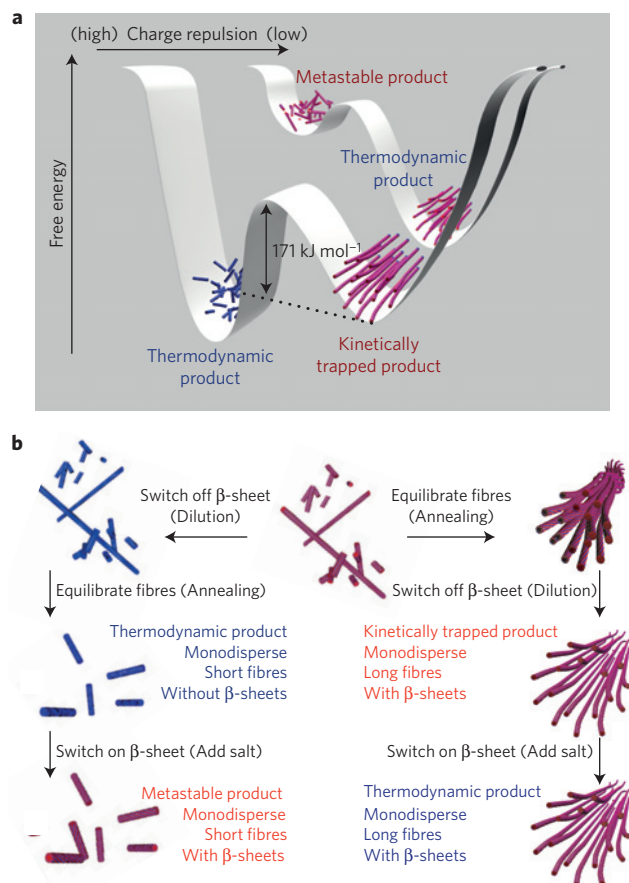 a
(high) Charge repulsion (low)
Free energy
Metastable product
Thermodynamic
product
171 kJ mol⁻¹
Thermodynamic
product
Kinetically
trapped product
b
Switch off β-sheet
(Dilution)
Equilibrate fibres
(Annealing)
Equilibrate fibres (Annealing)
Switch off β-sheet (Dilution)
Thermodynamic product
Monodisperse
Short fibres
Without β-sheets
Kinetically trapped product
Monodisperse
Long fibres
With β-sheets
Switch on β-sheet (Add salt)
Switch on β-sheet (Add salt)
Metastable product
Monodisperse
Short fibres
With β-sheets
Thermodynamic product
Monodisperse
Long fibres
With β-sheets